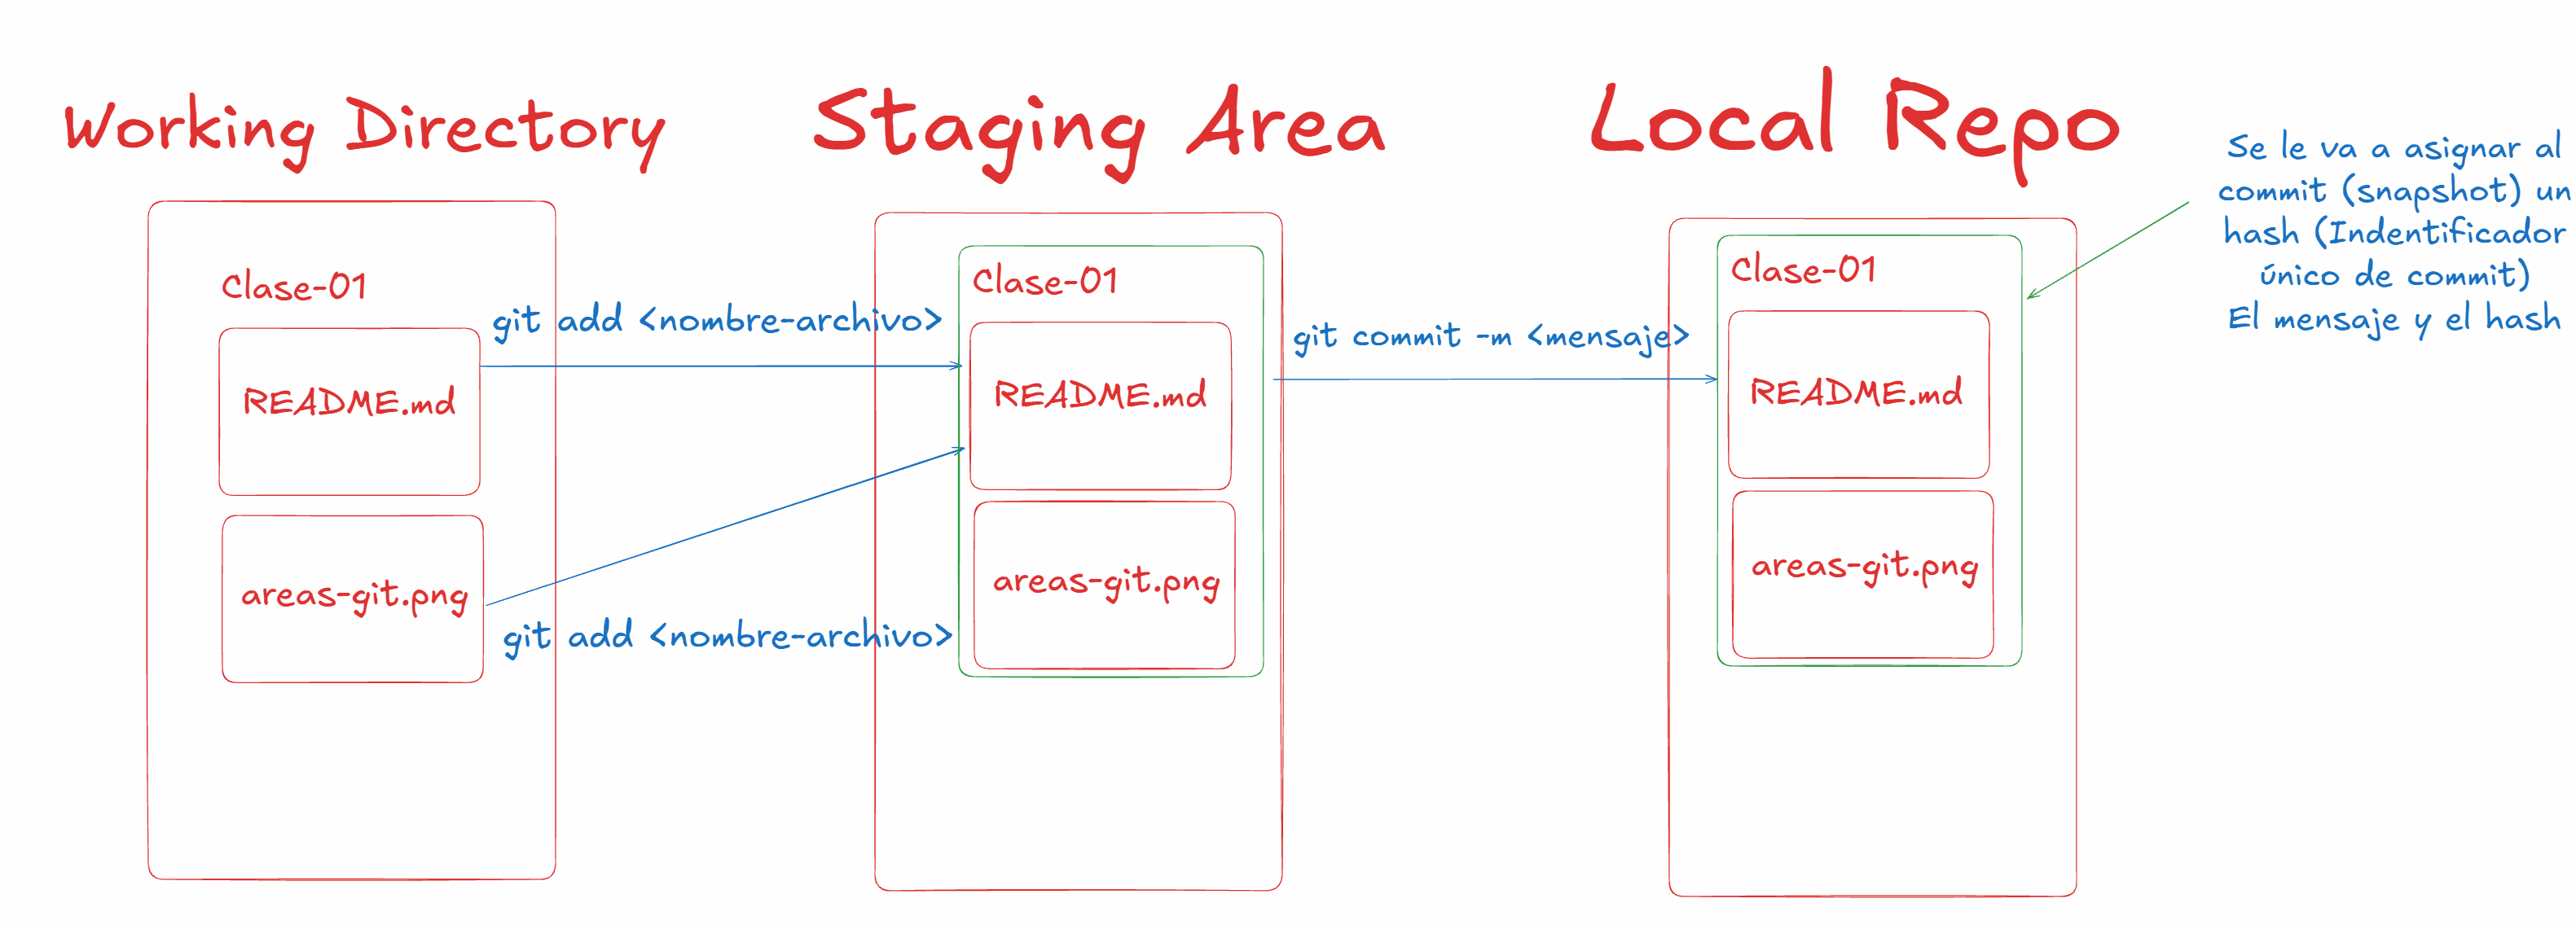 Working Directory
Staging Area
Local Repo
Clase-01
README.md
areas-git.png
git add <nombre-archivo>
git add <nombre-archivo>
Clase-01
README.md
areas-git.png
git commit -m <mensaje>
Clase-01
README.md
areas-git.png
Se le va a asignar al
commit (snapshot) un
hash (Indentificador
único de commit)
El mensaje y el hash